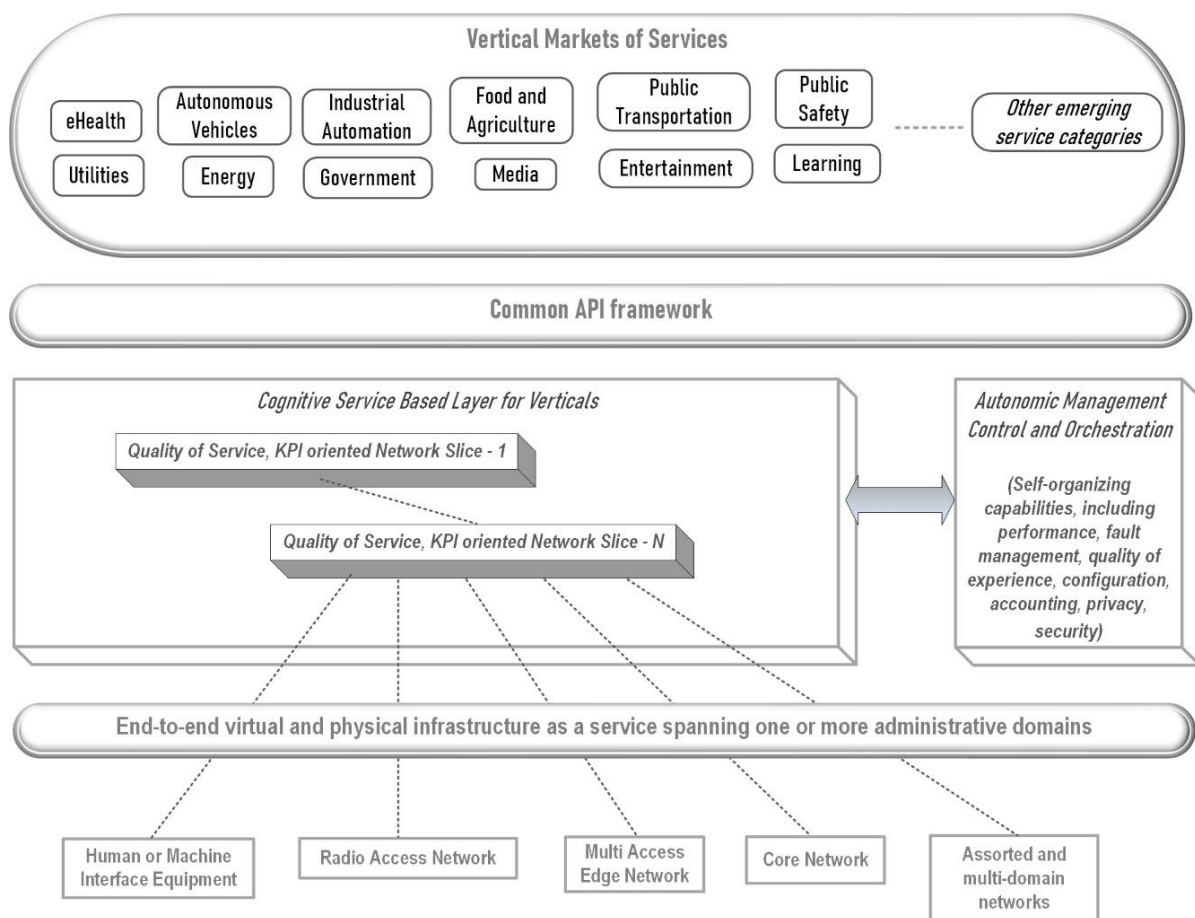 Vertical Markets of Services
eHealth
Autonomous
Vehicles
Industrial
Automation
Food and
Agriculture
Public
Transportation
Public
Safety
Other emerging
service categories
Utilities
Energy
Government
Media
Entertainment
Learning
Common API framework
Cognitive Service Based Layer for Verticals
Quality of Service, KPI oriented Network Slice - 1
Quality of Service, KPI oriented Network Slice - N
Autonomic Management
Control and Orchestration
(Self-organizing
capabilities, including
performance, fault
management, quality of
experience, configuration,
accounting, privacy,
security)
End-to-end virtual and physical infrastructure as a service spanning one or more administrative domains
Human or Machine
Interface Equipment
Radio Access Network
Multi Access
Edge Network
Core Network
Assorted and
multi-domain
networks